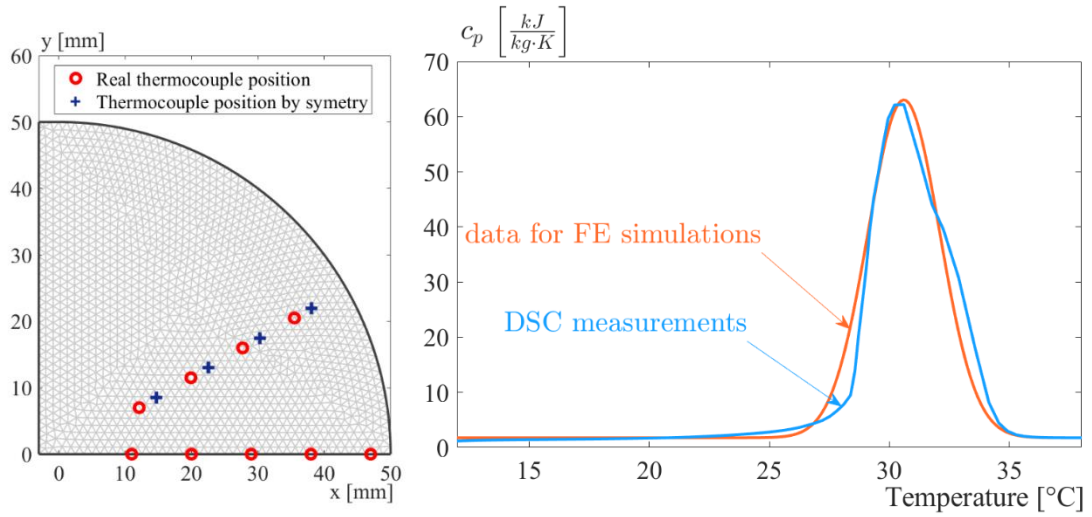 y [mm]
60
50
40
30
20
10
0
Real thermocouple position
Thermocouple position by symetry
0 10 20 30 40 50
x [mm]
c_p [kJ/kg·K]
70
60
50
40
30
20
10
0
data for FE simulations
DSC measurements
15 20 25 30 35
Temperature [°C]